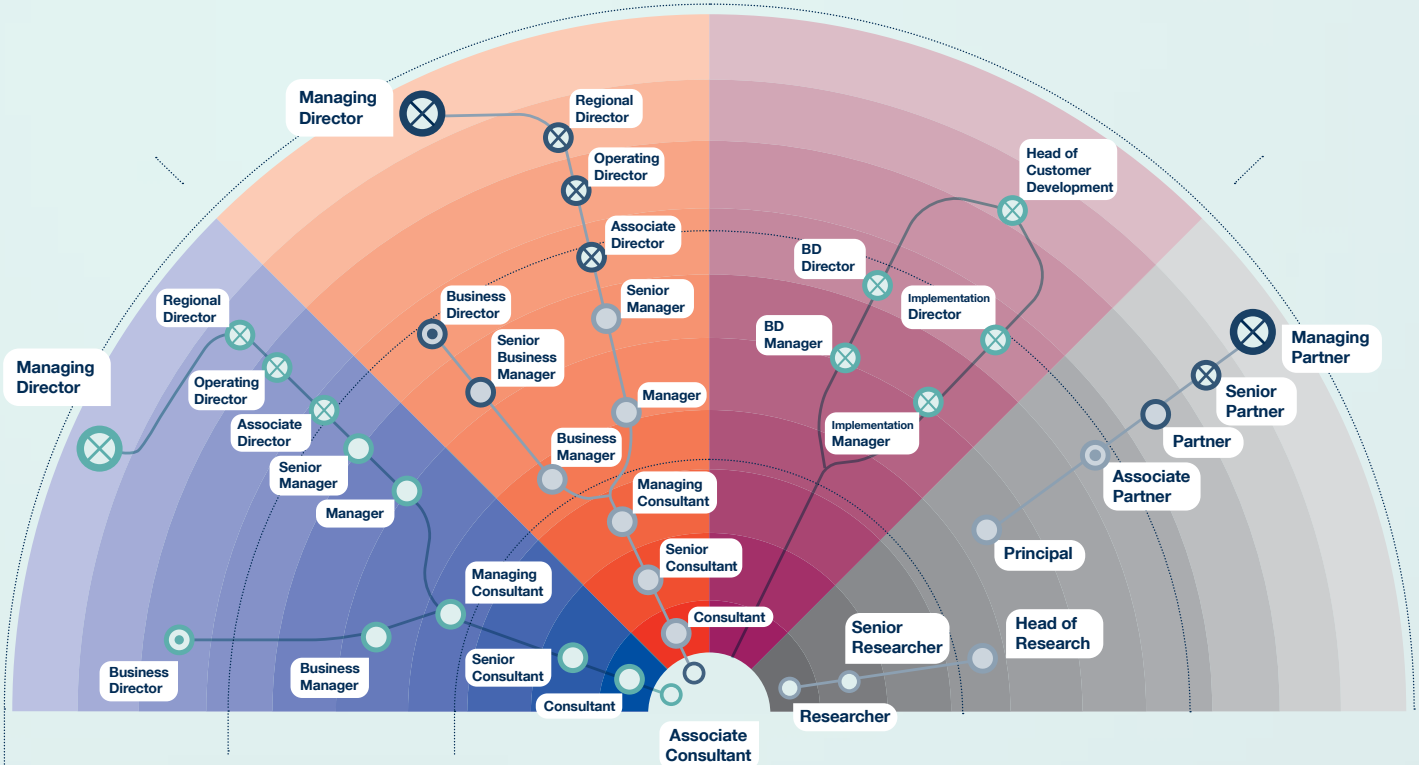 Managing
Director
Regional
Director
Operating
Director
Associate
Director
Senior
Manager
Manager
Managing
Consultant
Business
Manager
Business
Director
Senior
Consultant
Consultant
Managing
Director
Regional
Director
Operating
Director
Associate
Director
Senior
Manager
Manager
Business
Director
Senior
Business
Manager
Business
Manager
Managing
Consultant
Senior
Consultant
Consultant
Head of
Customer
Development
BD
Director
BD
Manager
Implementation
Director
Implementation
Manager
Managing
Partner
Senior
Partner
Partner
Associate
Partner
Principal
Head of
Research
Senior
Researcher
Researcher
Associate
Consultant